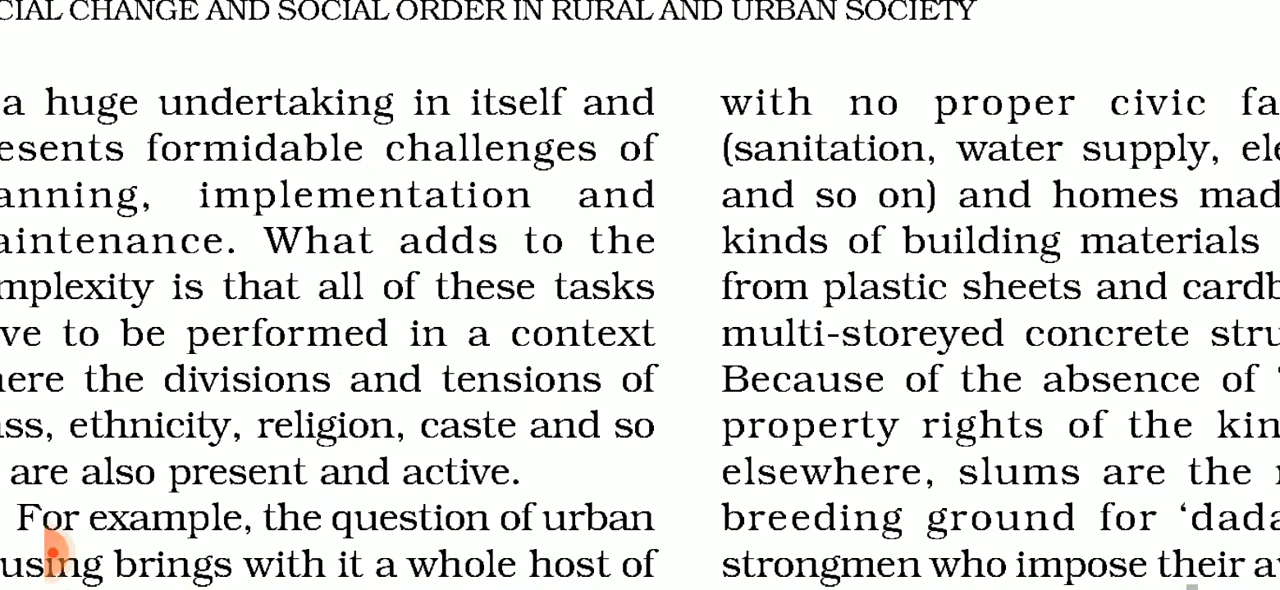 CIAL CHANGE AND SOCIAL ORDER IN RURAL AND URBAN SOCIETY
a huge undertaking in itself and
esents formidable challenges of
anning, implementation and
aintenance. What adds to the
mplexity is that all of these tasks
ve to be performed in a context
here the divisions and tensions of
ass, ethnicity, religion, caste and so
are also present and active.
For example, the question of urban
using brings with it a whole host of
with no proper civic fa
(sanitation, water supply, ele
and so on) and homes mad
kinds of building materials
from plastic sheets and cardb
multi-storeyed concrete stru
Because of the absence of ‘
property rights of the kin
elsewhere, slums are the
breeding ground for ‘dada
strongmen who impose their au